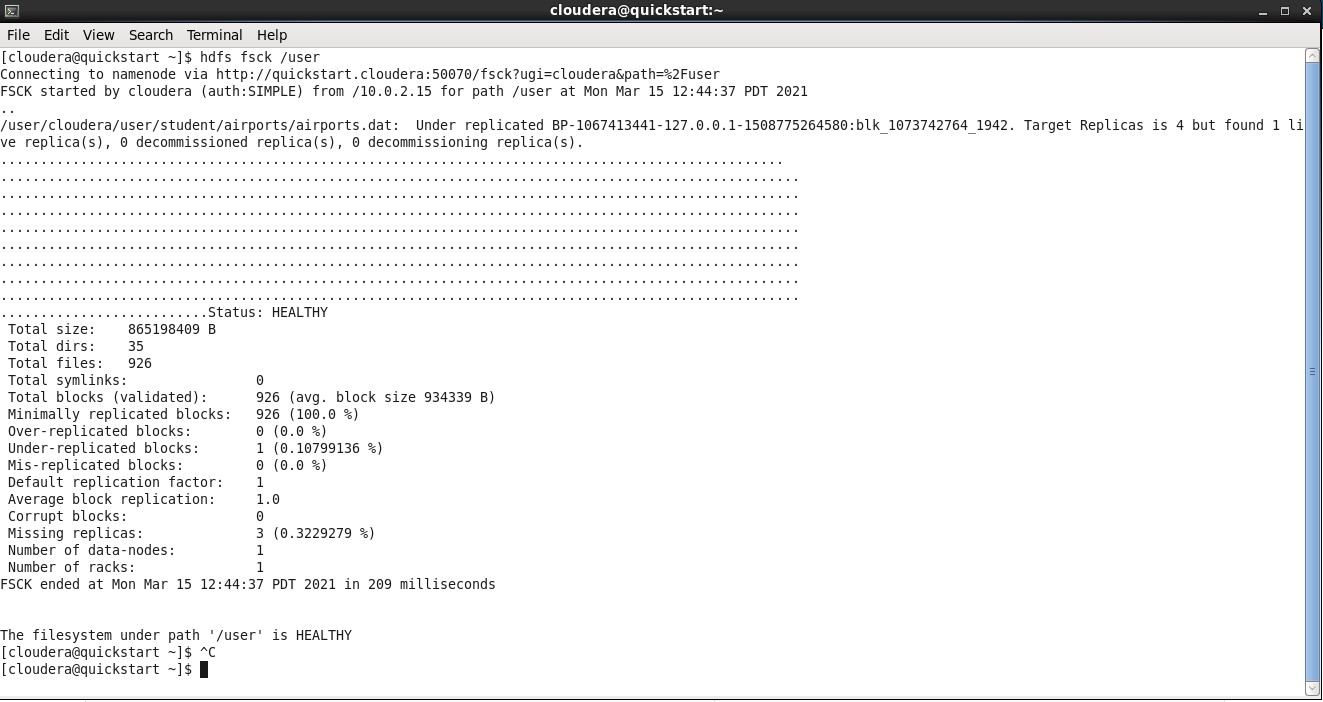 cloudera@quickstart:~
File Edit View Search Terminal Help
[cloudera@quickstart ~]$ hdfs fsck /user
Connecting to namenode via http://quickstart.cloudera:50070/fsck?ugi=cloudera&path=%2Fuser
FSCK started by cloudera (auth:SIMPLE) from /10.0.2.15 for path /user at Mon Mar 15 12:44:37 PDT 2021
..
/user/cloudera/user/student/airports/airports.dat:  Under replicated BP-1067413441-127.0.0.1-1508775264580:blk_1073742764_1942. Target Replicas is 4 but found 1 li
ve replica(s), 0 decommissioned replica(s), 0 decommissioning replica(s).
..................................................................................................
....................................................................................................
....................................................................................................
....................................................................................................
....................................................................................................
....................................................................................................
....................................................................................................
....................................................................................................
....................................................................................................
..........................Status: HEALTHY
 Total size:    865198409 B
 Total dirs:    35
 Total files:   926
 Total symlinks:                0
 Total blocks (validated):      926 (avg. block size 934339 B)
 Minimally replicated blocks:   926 (100.0 %)
 Over-replicated blocks:        0 (0.0 %)
 Under-replicated blocks:       1 (0.10799136 %)
 Mis-replicated blocks:         0 (0.0 %)
 Default replication factor:    1
 Average block replication:     1.0
 Corrupt blocks:                0
 Missing replicas:              3 (0.3229279 %)
 Number of data-nodes:          1
 Number of racks:               1
FSCK ended at Mon Mar 15 12:44:37 PDT 2021 in 209 milliseconds
The filesystem under path '/user' is HEALTHY
[cloudera@quickstart ~]$ ^C
[cloudera@quickstart ~]$